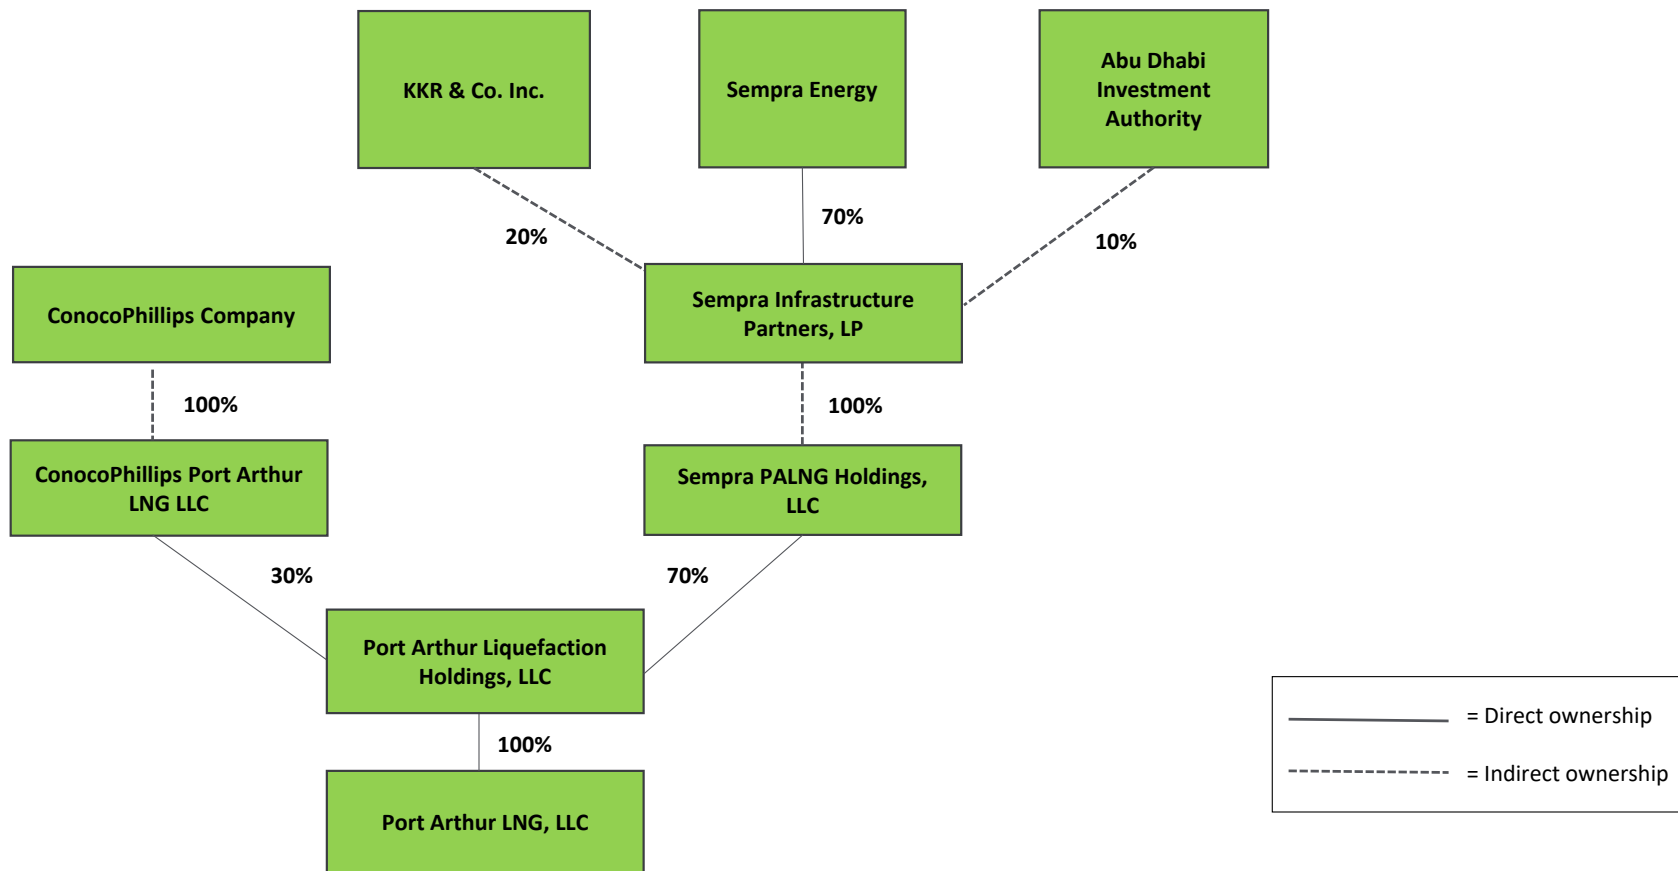 KKR & Co. Inc.
Sempra Energy
Abu Dhabi
Investment
Authority
20%
70%
10%
ConocoPhillips Company
Sempra Infrastructure
Partners, LP
100%
100%
ConocoPhillips Port Arthur
LNG LLC
Sempra PALNG Holdings,
LLC
30%
70%
Port Arthur Liquefaction
Holdings, LLC
100%
Port Arthur LNG, LLC
= Direct ownership
= Indirect ownership